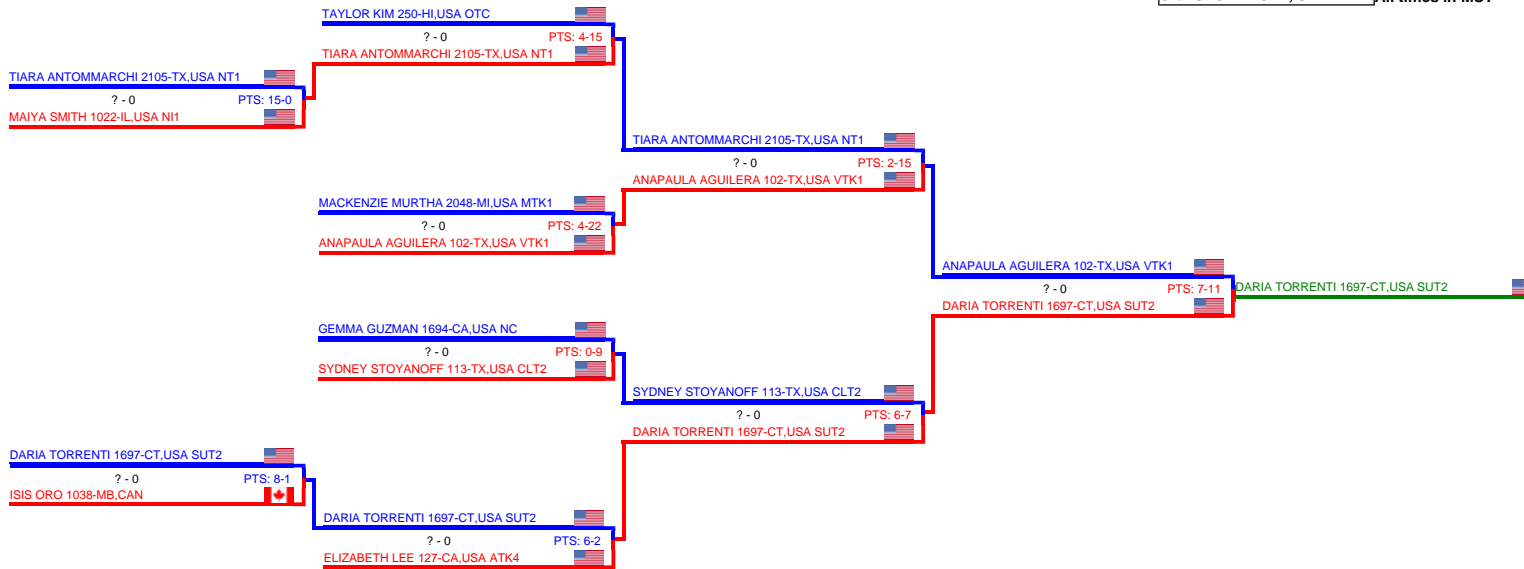 All times in MST
TAYLOR KIM 250-HI,USA OTC
? - 0 PTS: 4-15
TIARA ANTOMMARCHI 2105-TX,USA NT1
TIARA ANTOMMARCHI 2105-TX,USA NT1
? - 0 PTS: 15-0
MAIYA SMITH 1022-IL,USA NI1
TIARA ANTOMMARCHI 2105-TX,USA NT1
? - 0 PTS: 2-15
ANAPAULA AGUILERA 102-TX,USA VTK1
MACKENZIE MURTHA 2048-MI,USA MTK1
? - 0 PTS: 4-22
ANAPAULA AGUILERA 102-TX,USA VTK1
ANAPAULA AGUILERA 102-TX,USA VTK1
? - 0 PTS: 7-11
DARIA TORRENTI 1697-CT,USA SUT2
DARIA TORRENTI 1697-CT,USA SUT2
GEMMA GUZMAN 1694-CA,USA NC
? - 0 PTS: 0-9
SYDNEY STOYANOFF 113-TX,USA CLT2
SYDNEY STOYANOFF 113-TX,USA CLT2
? - 0 PTS: 6-7
DARIA TORRENTI 1697-CT,USA SUT2
DARIA TORRENTI 1697-CT,USA SUT2
? - 0 PTS: 8-1
ISIS ORO 1038-MB,CAN
DARIA TORRENTI 1697-CT,USA SUT2
? - 0 PTS: 6-2
ELIZABETH LEE 127-CA,USA ATK4